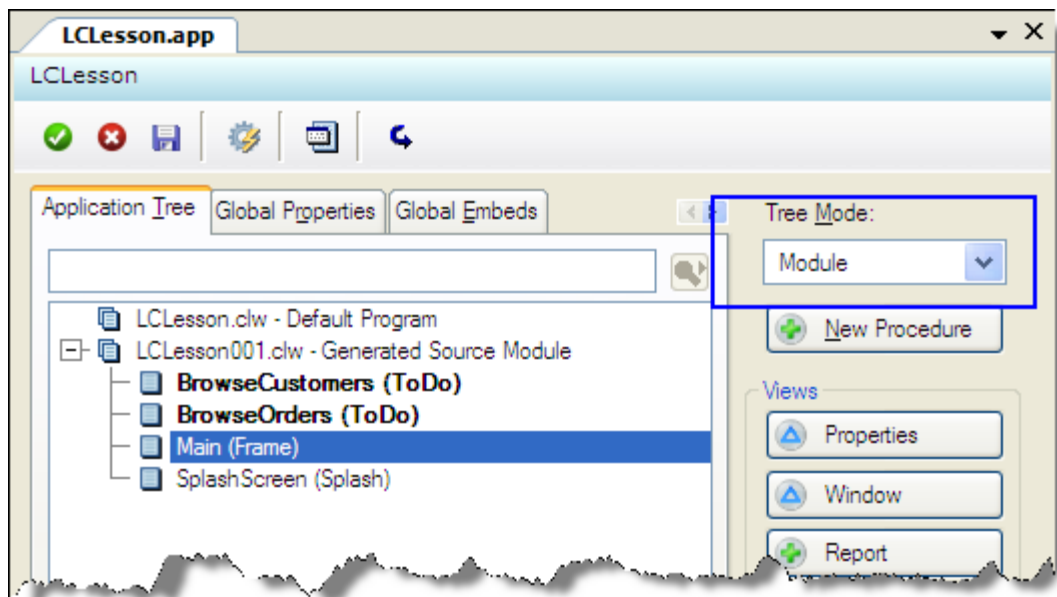 LCLesson.app
LCLesson
Application Tree
Global Properties
Global Embeds
Tree Mode:
Module
LCLesson.clw - Default Program
New Procedure
LCLesson001.clw - Generated Source Module
BrowseCustomers (ToDo)
Views
BrowseOrders (ToDo)
Properties
Main (Frame)
SplashScreen (Splash)
Window
Report